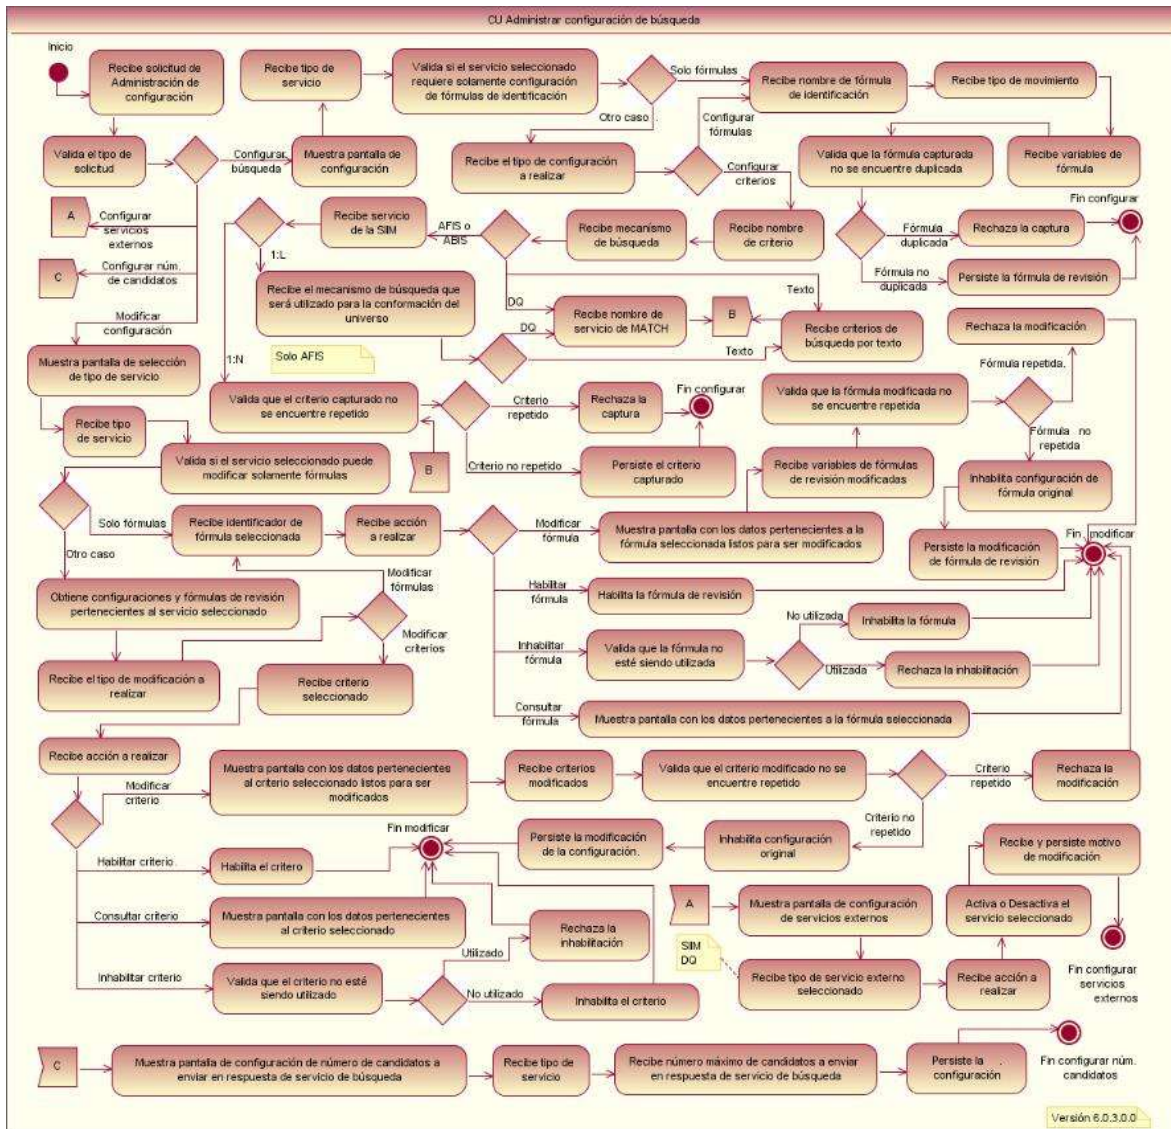 CU Administrar configuración de búsqueda
Inicio
Recibe solicitud de
Administración de
configuración
Recibe tipo de
servicio
Valida si el servicio seleccionado
requiere solamente configuración
de fórmulas de identificación
Solo fórmulas
Recibe nombre de fórmula
de identificación
Recibe tipo de movimiento
Otro caso
Configurar
fórmulas
Valida el tipo de
solicitud
Configurar
búsqueda
Muestra pantalla de
configuración
Recibe el tipo de configuración
a realizar
Configurar
criterios
Valida que la fórmula capturada
no se encuentre duplicada
Recibe variables de
fórmula
Fin configurar
A
Configurar
servicios
externos
C
Configurar núm.
de candidatos
Recibe servicio
de la SIIM
AFIS o
ABIS
Recibe mecanismo
de búsqueda
Recibe nombre
de criterio
Fórmula
duplicada
Rechaza la captura
Fórmula no
duplicada
Persiste la fórmula de revisión
1:L
Recibe el mecanismo de búsqueda que
será utilizado para la conformación del
universo
DQ
DQ
Recibe nombre de
servicio de MATCH
B
Texto
Recibe criterios de
búsqueda por texto
Texto
Rechaza la modificación
Modificar
configuración
Muestra pantalla de selección
de tipo de servicio
Solo AFIS
1:N
Fórmula repetida.
Valida que el criterio capturado no
se encuentre repetido
Criterio
repetido
Rechaza la
captura
Fin configurar
Valida que la fórmula modificada no
se encuentre repetida
Fórmula no
repetida
Recibe tipo
de servicio
Valida si el servicio seleccionado puede
modificar solamente fórmulas
B
Criterio no repetido
Persiste el criterio
capturado
Recibe variables de fórmulas
de revisión modificadas
Inhabilita configuración de
fórmula original
Solo fórmulas
Recibe identificador de
fórmula seleccionada
Recibe acción
a realizar
Modificar
fórmula
Muestra pantalla con los datos pertenecientes a la
fórmula seleccionada listos para ser modificados
Persiste la modificación
de fórmula de revisión
Fin modificar
Otro caso
Modificar
fórmulas
Obtiene configuraciones y fórmulas de revisión
pertenecientes al servicio seleccionado
Habilitar
fórmula
Habilita la fórmula de revisión
Modificar
criterios
No utilizada
Inhabilita la fórmula
Inhabilitar
fórmula
Valida que la fórmula no
esté siendo utilizada
Utilizada
Rechaza la inhabilitación
Recibe el tipo de modificación a
realizar
Recibe criterio
seleccionado
Consultar
fórmula
Muestra pantalla con los datos pertenecientes a la fórmula seleccionada
Recibe acción a realizar
Modificar
criterio
Muestra pantalla con los datos pertenecientes
al criterio seleccionado listos para ser
modificados
Recibe criterios
modificados
Valida que el criterio modificado no se
encuentre repetido
Criterio
repetido
Rechaza la
modificación
Criterio no
repetido
Fin modificar
Persiste la modificación
de la configuración.
Inhabilita configuración
original
Recibe y persiste motivo
de modificación
Habilitar criterio
Habilita el critero
Consultar criterio
Muestra pantalla con los datos pertenecientes
al criterio seleccionado
Rechaza la
inhabilitación
A
Muestra pantalla de configuración
de servicios externos
Activa o Desactiva el
servicio seleccionado
Utilizado
SIIM
DQ
Inhabilitar criterio
Valida que el criterio no esté
siendo utilizado
No utilizado
Inhabilita el criterio
Recibe tipo de servicio externo
seleccionado
Recibe acción a
realizar
Fin configurar
servicios
externos
C
Muestra pantalla de configuración de número de candidatos a
enviar en respuesta de servicio de búsqueda
Recibe tipo de
servicio
Recibe número máximo de candidatos a enviar
en respuesta de servicio de búsqueda
Persiste la .
configuración
Fin configurar núm.
candidatos
Versión 6.0.3.0.0